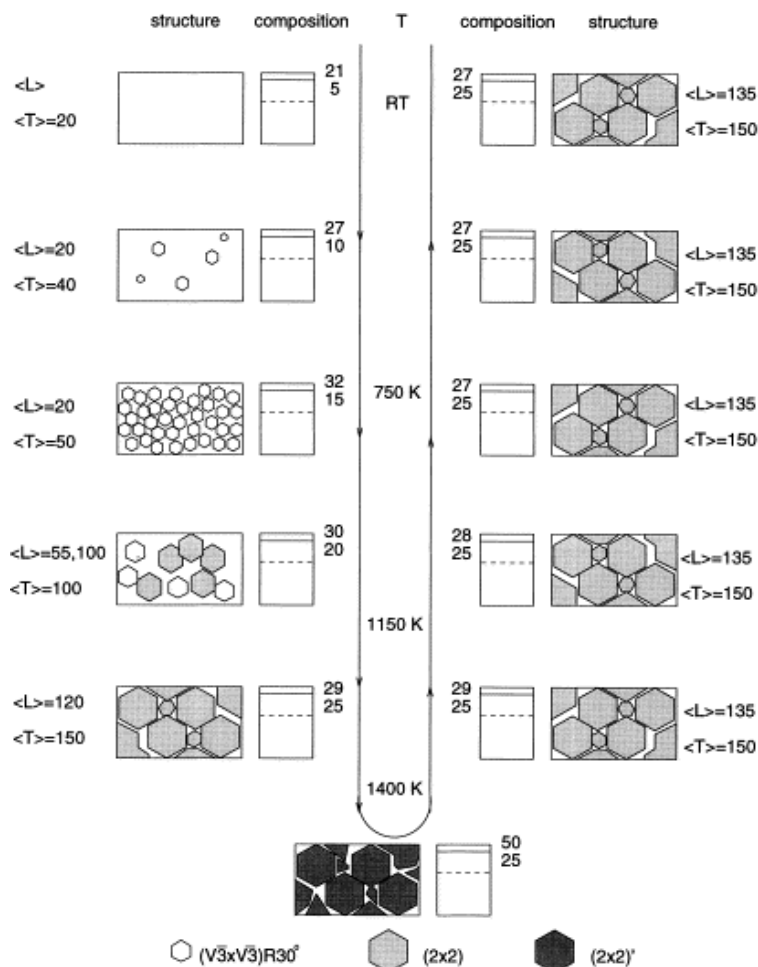 structure composition T composition structure
<L> 21 27 <L>=135
5 RT 25
<T>=20 <T>=150
<L>=20 27 27 <L>=135
10 25
<T>=40 <T>=150
<L>=20 32 750 K 27 <L>=135
15 25
<T>=50 <T>=150
<L>=55,100 30 28 <L>=135
20 25
<T>=100 <T>=150
1150 K
<L>=120 29 29 <L>=135
25 25
<T>=150 <T>=150
1400 K
50
25
(V3̅xV3̅)R30° (2x2) (2x2)'